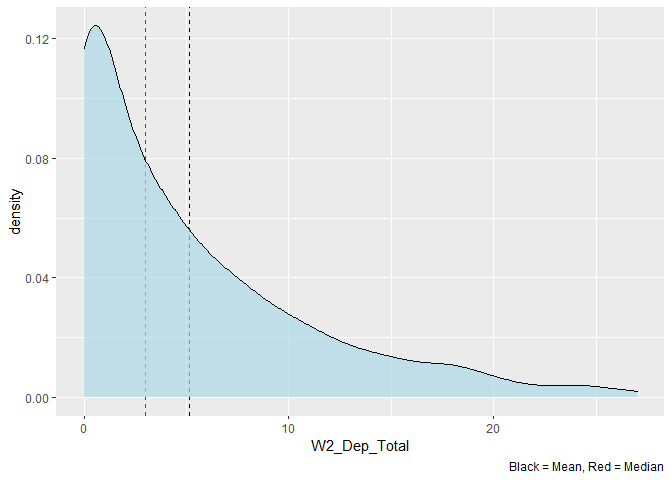 0.12
0.08
0.04
0.00
density
0 10 20
W2_Dep_Total
Black = Mean, Red = Median